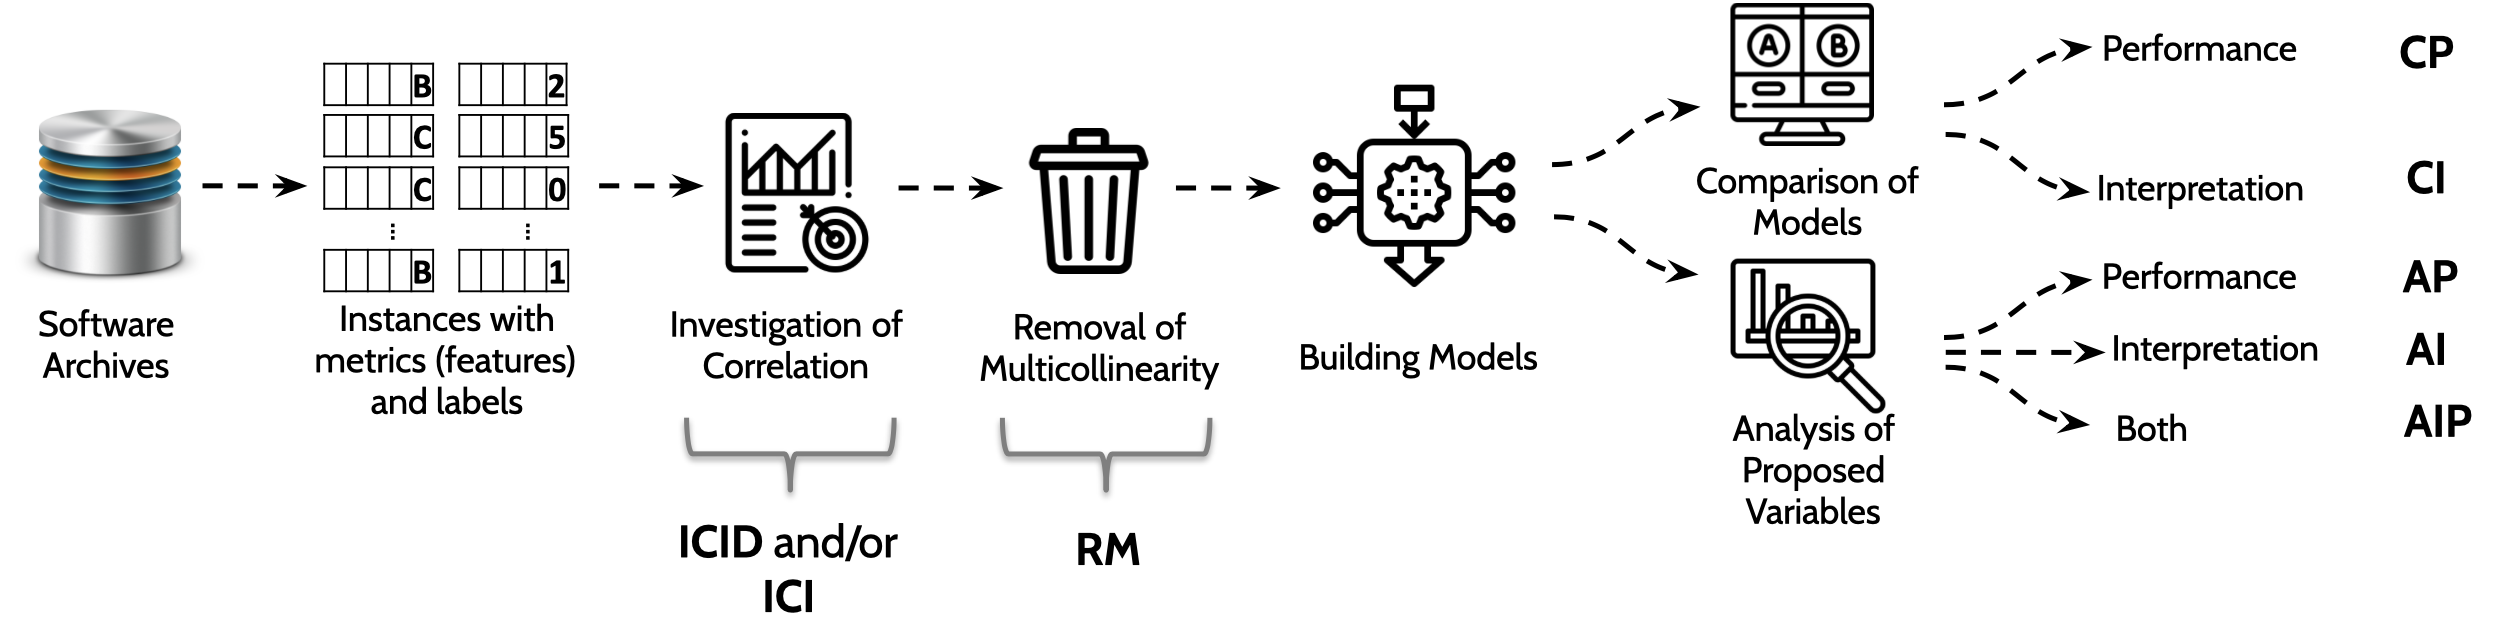 Software
Archives
B
C
C
B
2
5
0
1
Instances with
metrics (features)
and labels
Investigation of
Correlation
ICID and/or
ICI
Removal of
Multicollinearity
RM
Building Models
A
B
Comparison of
Models
Performance
CP
Interpretation
CI
Analysis of
Proposed
Variables
Performance
AP
Interpretation
AI
Both
AIP